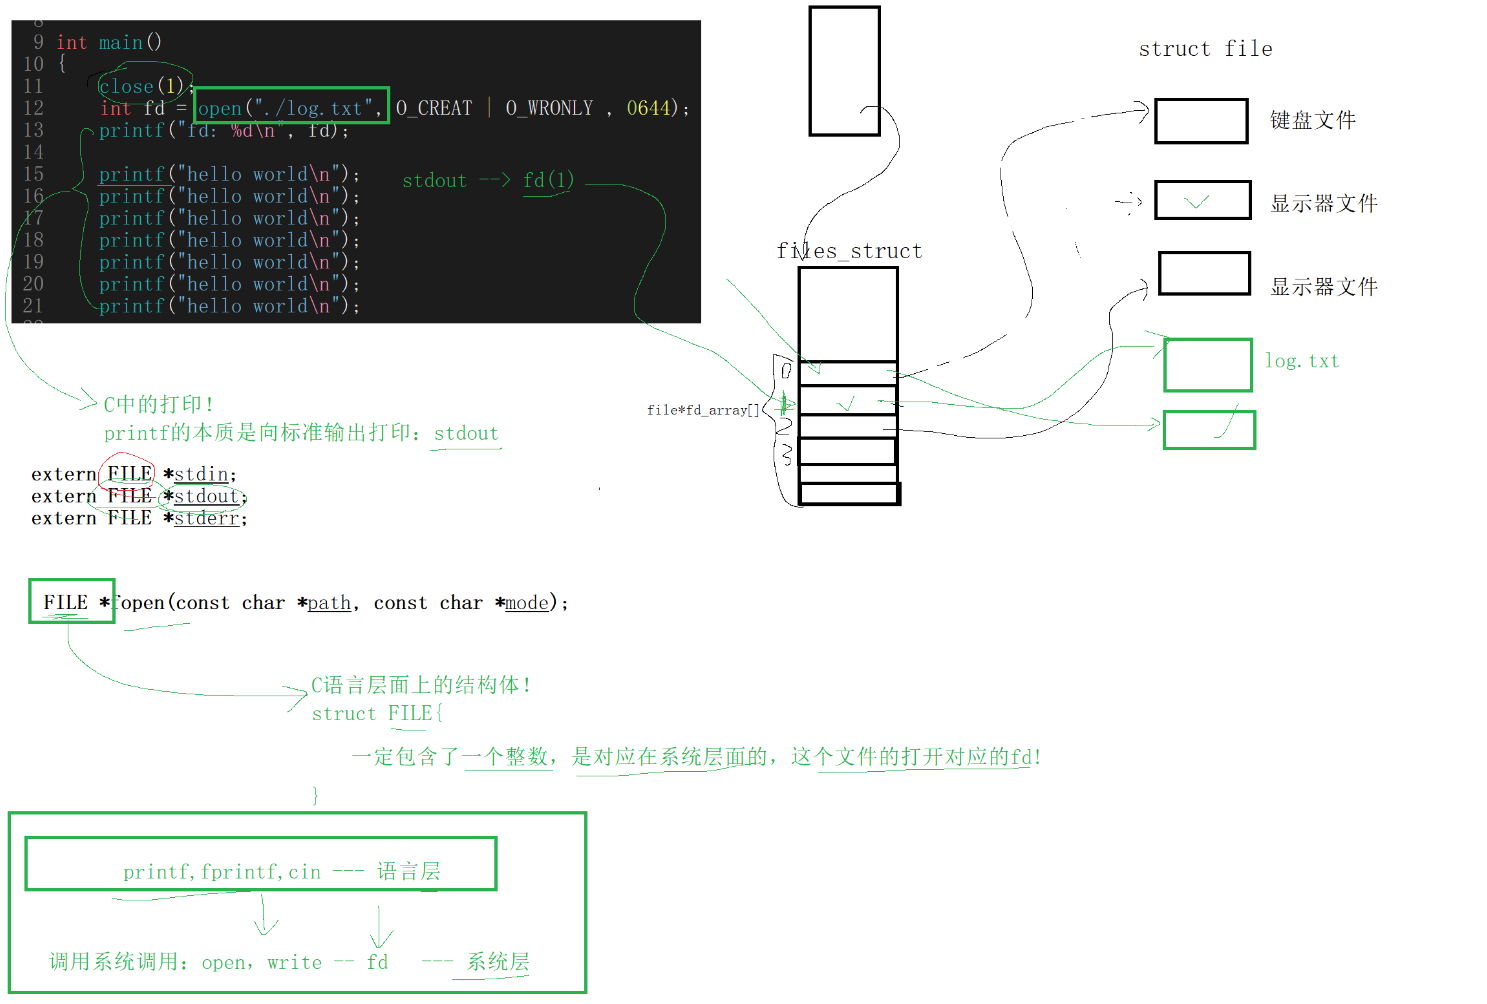 8
9 int main()
10 {
11 close(1);
12 int fd = open("./log.txt", O_CREAT | O_WRONLY , 0644);
13 printf("fd: %d\n", fd);
14
15 printf("hello world\n");
16 printf("hello world\n");
17 printf("hello world\n");
18 printf("hello world\n");
19 printf("hello world\n");
20 printf("hello world\n");
21 printf("hello world\n");
stdout --> fd(1)
C中的打印！
printf的本质是向标准输出打印：stdout
extern FILE *stdin;
extern FILE *stdout;
extern FILE *stderr;
FILE *fopen(const char *path, const char *mode);
C语言层面上的结构体！
struct FILE{
一定包含了一个整数，是对应在系统层面的，这个文件的打开对应的fd!
}
printf,fprintf,cin --- 语言层
调用系统调用：open，write -- fd --- 系统层
struct file
键盘文件
显示器文件
显示器文件
log.txt
files_struct
file*fd_array[]
0
1
2
3